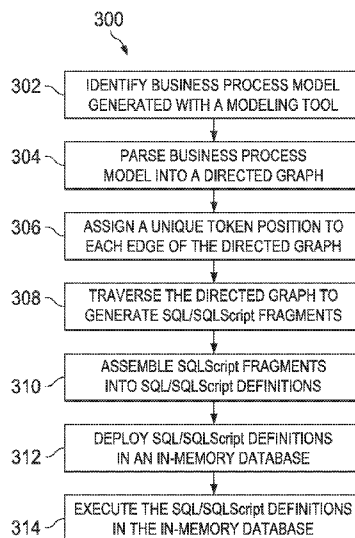 300
302
IDENTIFY BUSINESS PROCESS MODEL
GENERATED WITH A MODELING TOOL
304
PARSE BUSINESS PROCESS
MODEL INTO A DIRECTED GRAPH
306
ASSIGN A UNIQUE TOKEN POSITION TO
EACH EDGE OF THE DIRECTED GRAPH
308
TRAVERSE THE DIRECTED GRAPH TO
GENERATE SQL/SQLScript FRAGMENTS
310
ASSEMBLE SQLScript FRAGMENTS
INTO SQL/SQLScript DEFINITIONS
312
DEPLOY SQL/SQLScript DEFINITIONS
IN AN IN-MEMORY DATABASE
314
EXECUTE THE SQL/SQLScript DEFINITIONS
IN THE IN-MEMORY DATABASE